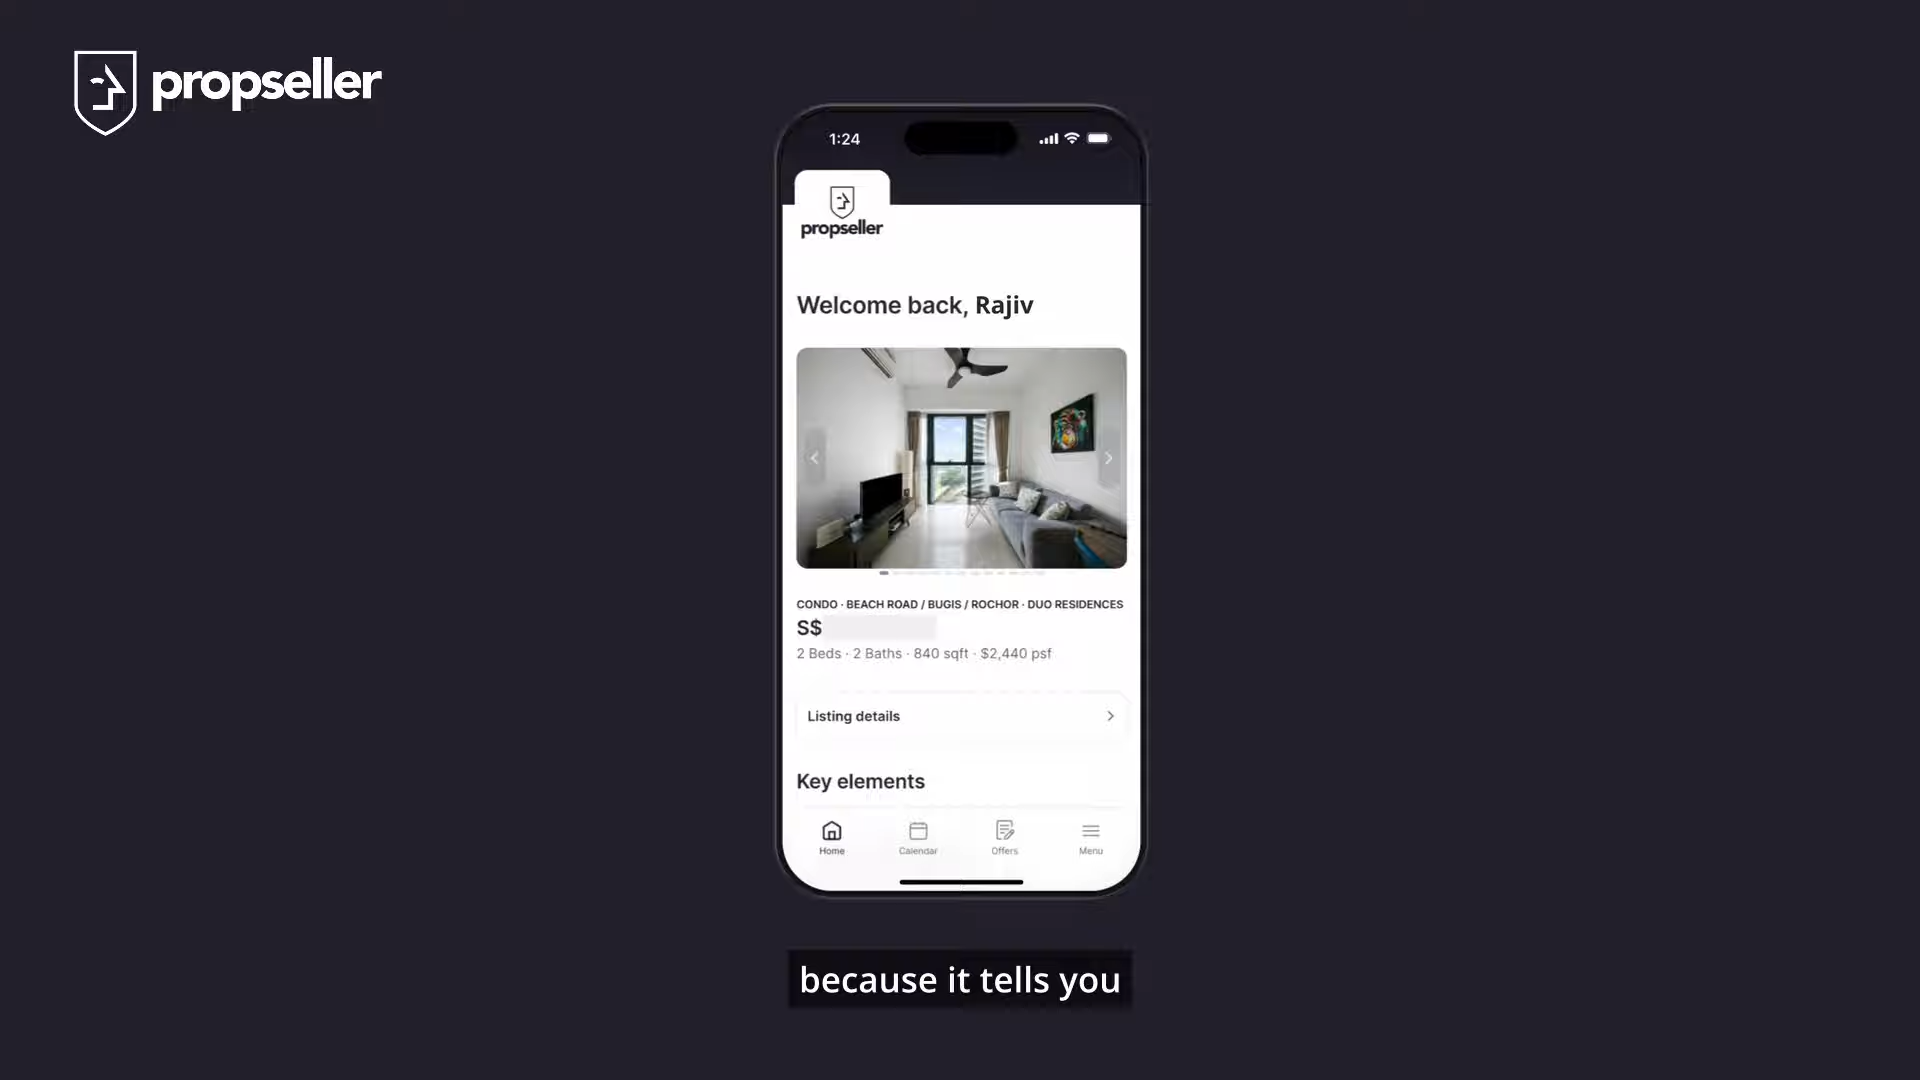 propseller
1:24
propseller
Welcome back, Rajiv
CONDO · BEACH ROAD / BUGIS / ROCHOR · DUO RESIDENCES
S$
2 Beds · 2 Baths · 840 sqft · $2,440 psf
Listing details
Key elements
Home
Calendar
Offers
Menu
because it tells you